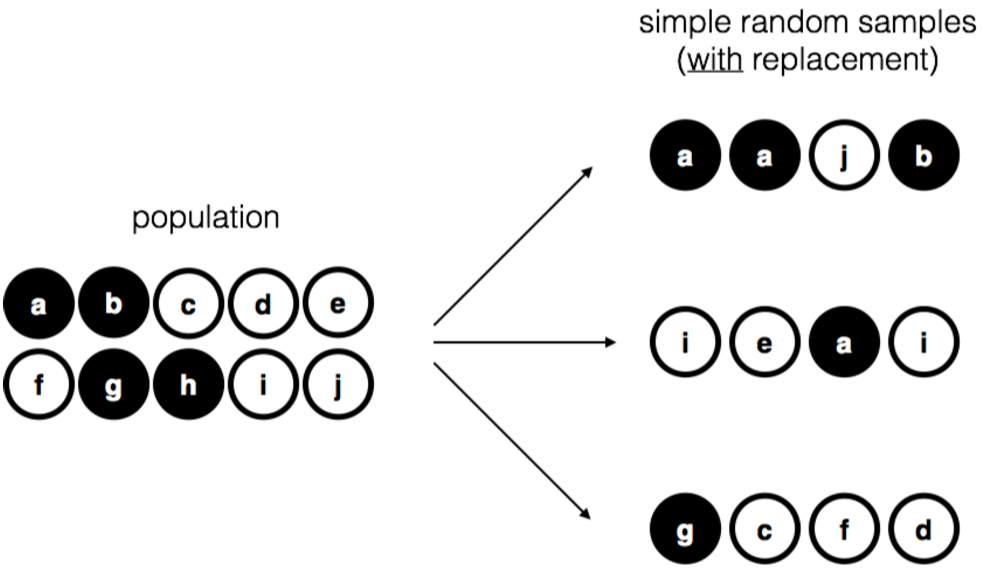 simple random samples
(with replacement)
a a j b
population
a b c d e
f g h i j
i e a i
g c f d